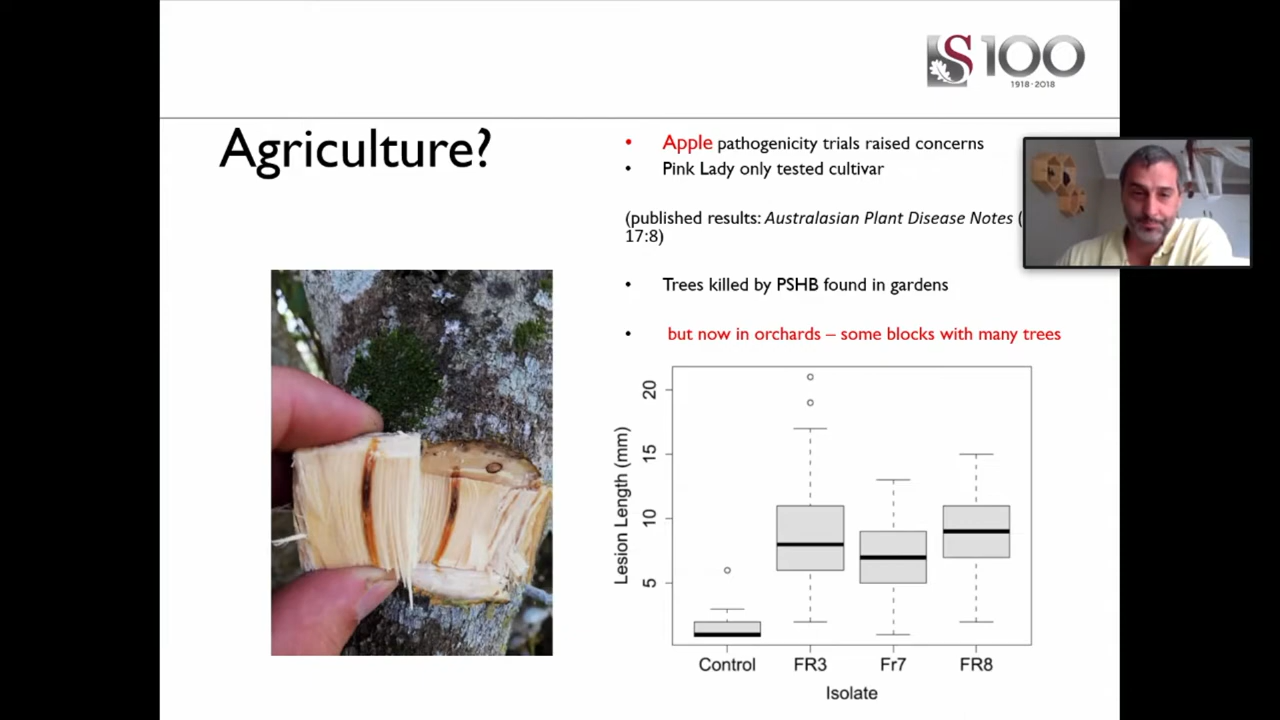 S100
1918·2018
Agriculture?
• Apple pathogenicity trials raised concerns
• Pink Lady only tested cultivar
(published results: Australasian Plant Disease Notes (
17:8)
• Trees killed by PSHB found in gardens
• but now in orchards – some blocks with many trees
Lesion Length (mm)
20
15
10
5
Control FR3 Fr7 FR8
Isolate